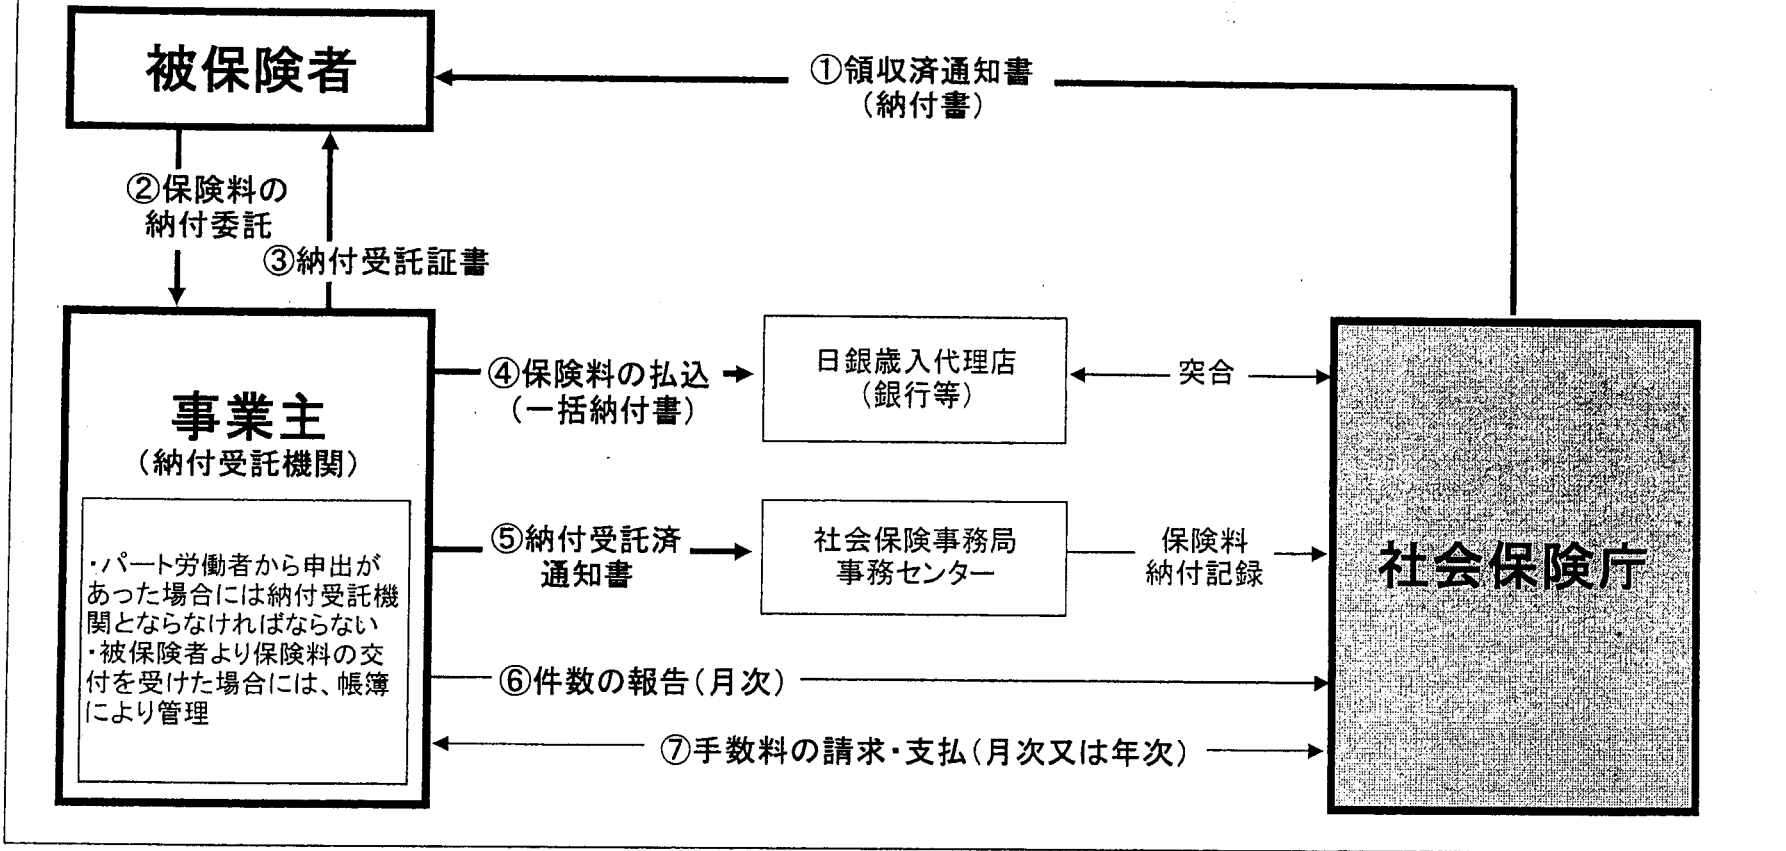 被保険者
①領収済通知書
（納付書）
②保険料の
納付委託
③納付受託証書
事業主
（納付受託機関）
・パート労働者から申出が
あった場合には納付受託機
関とならなければならない
・被保険者より保険料の交
付を受けた場合には、帳簿
により管理
④保険料の払込
（一括納付書）
日銀歳入代理店
（銀行等）
突合
⑤納付受託済
通知書
社会保険事務局
事務センター
保険料
納付記録
社会保険庁
⑥件数の報告（月次）
⑦手数料の請求・支払（月次又は年次）